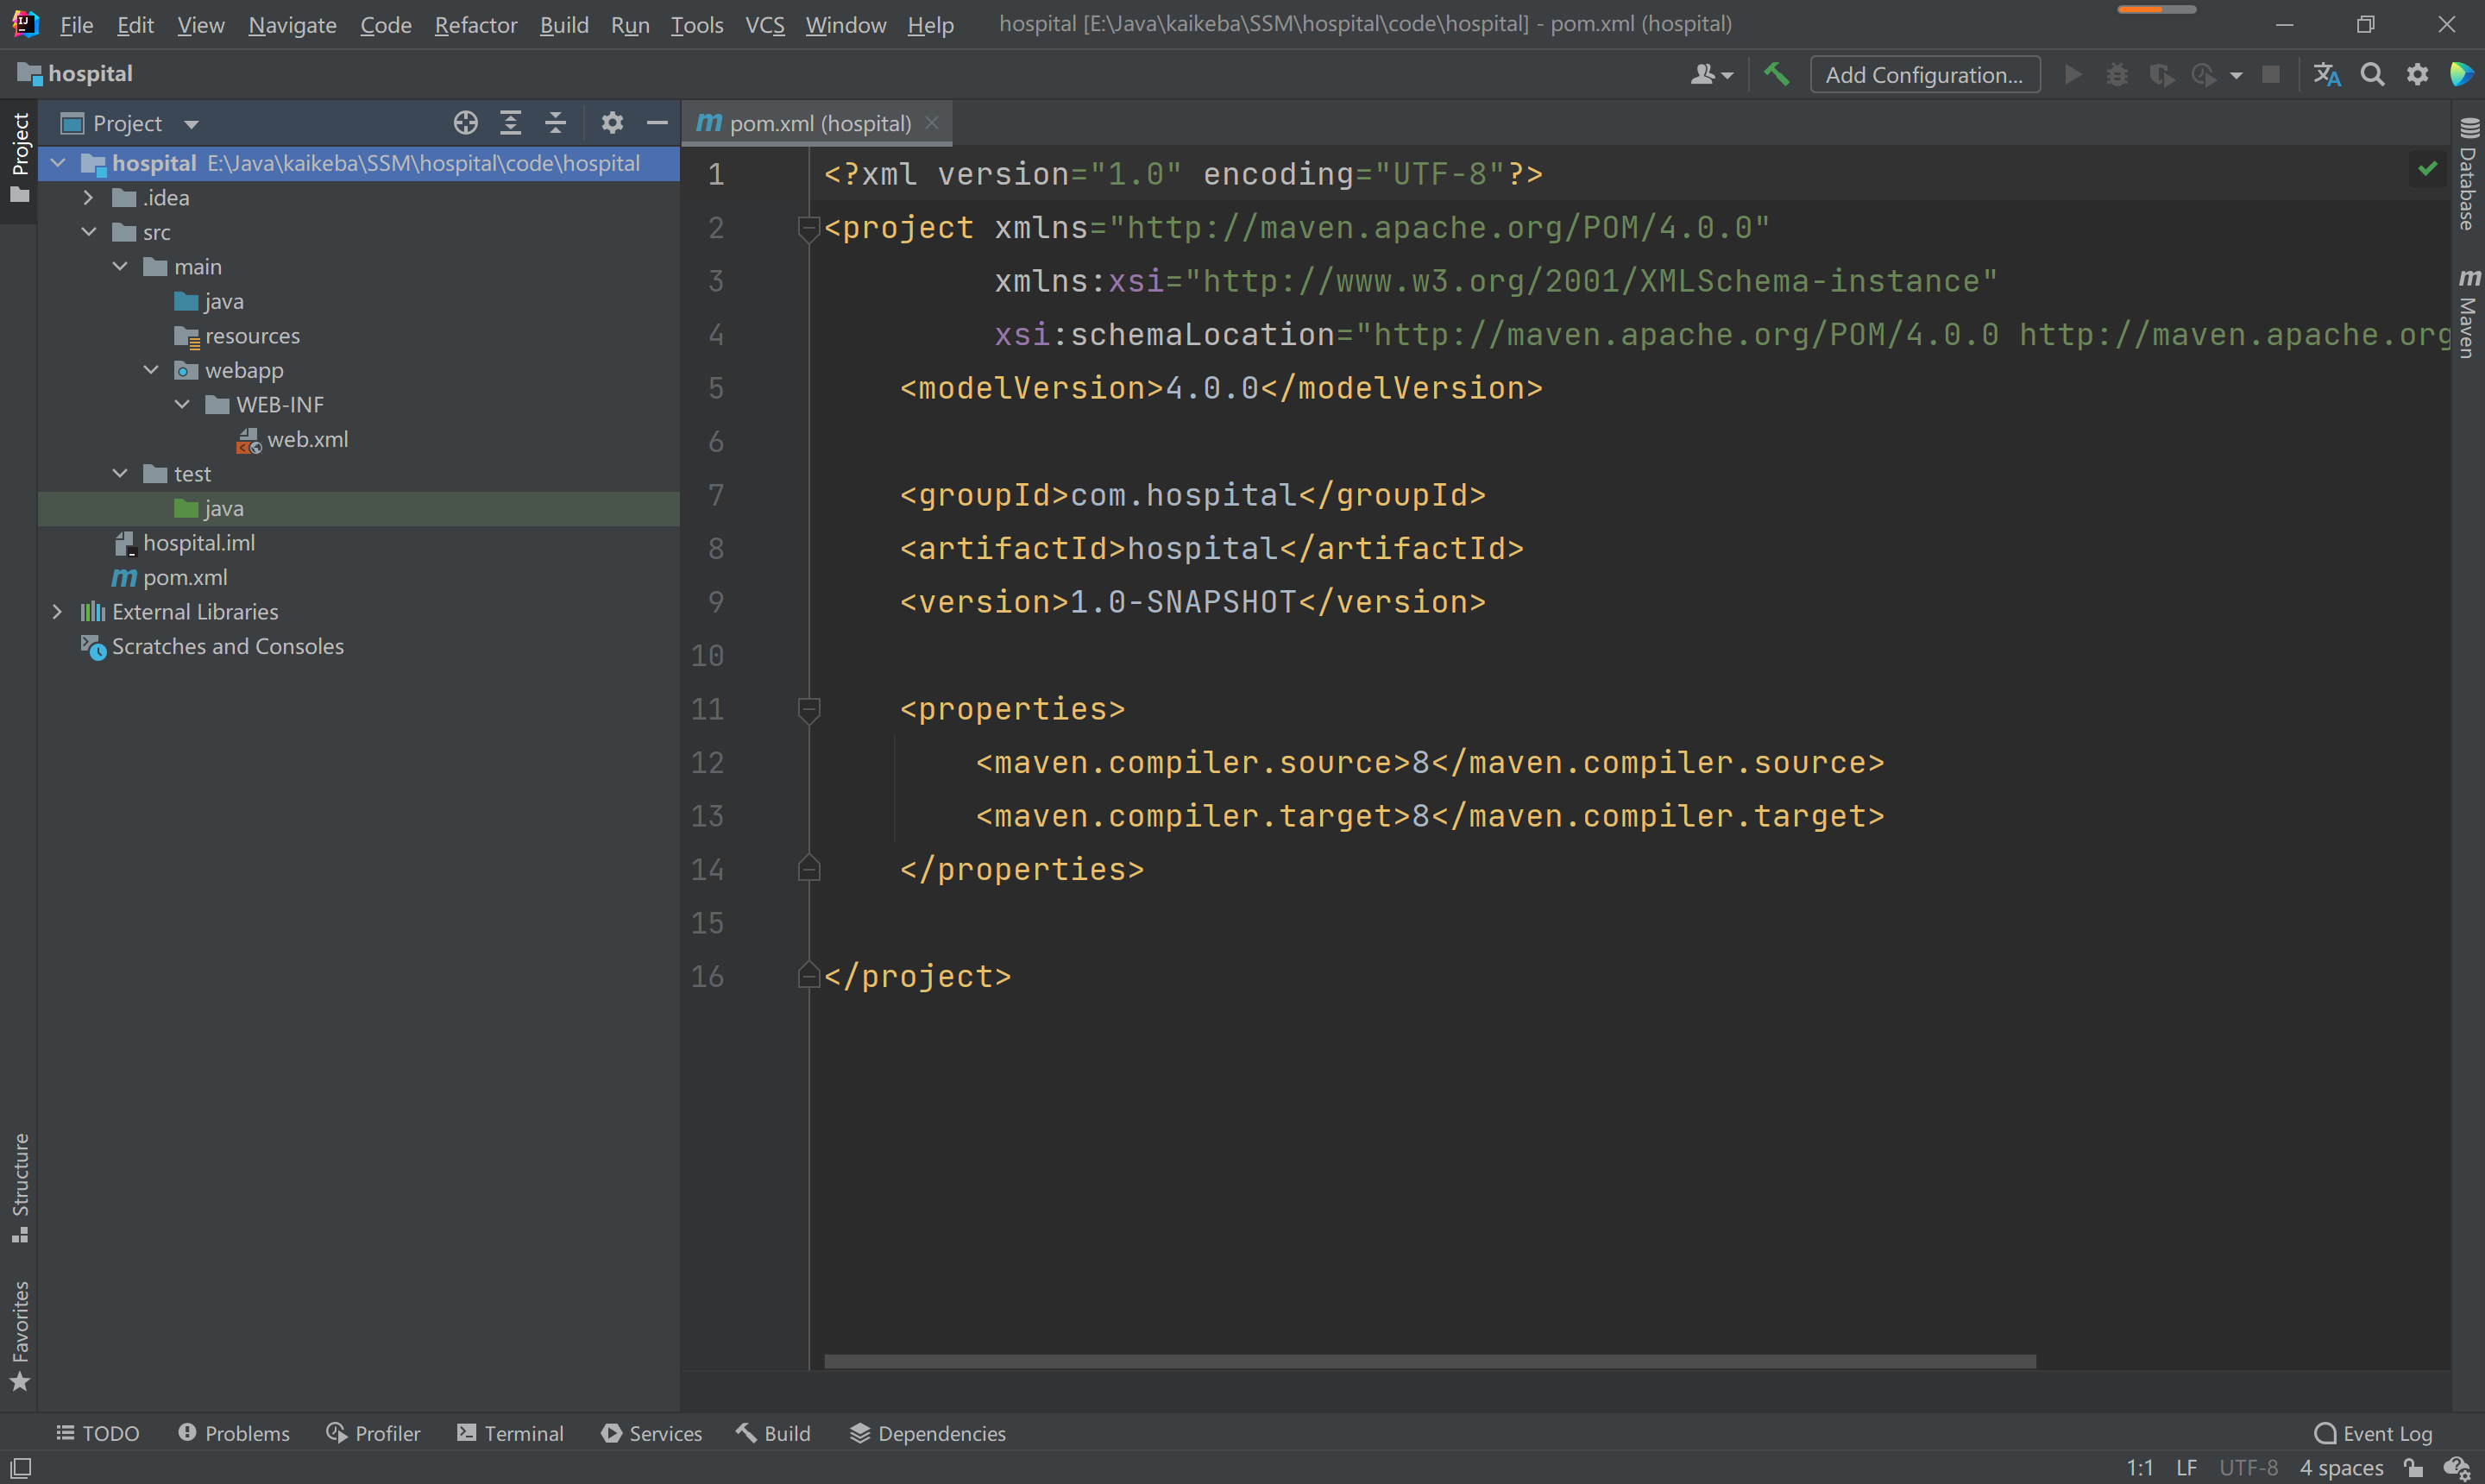 File Edit View Navigate Code Refactor Build Run Tools VCS Window Help hospital [E:\Java\kaikeba\SSM\hospital\code\hospital] - pom.xml (hospital)
hospital
Add Configuration...
Project
Project
hospital E:\Java\kaikeba\SSM\hospital\code\hospital
.idea
src
main
java
resources
webapp
WEB-INF
web.xml
test
java
hospital.iml
m pom.xml
External Libraries
Scratches and Consoles
Structure
Favorites
m pom.xml (hospital)
1 <?xml version="1.0" encoding="UTF-8"?>
2 <project xmlns="http://maven.apache.org/POM/4.0.0"
3 xmlns:xsi="http://www.w3.org/2001/XMLSchema-instance"
4 xsi:schemaLocation="http://maven.apache.org/POM/4.0.0 http://maven.apache.org
5 <modelVersion>4.0.0</modelVersion>
6
7 <groupId>com.hospital</groupId>
8 <artifactId>hospital</artifactId>
9 <version>1.0-SNAPSHOT</version>
10
11 <properties>
12 <maven.compiler.source>8</maven.compiler.source>
13 <maven.compiler.target>8</maven.compiler.target>
14 </properties>
15
16 </project>
Database
m Maven
TODO Problems Profiler Terminal Services Build Dependencies Event Log
1:1 LF UTF-8 4 spaces